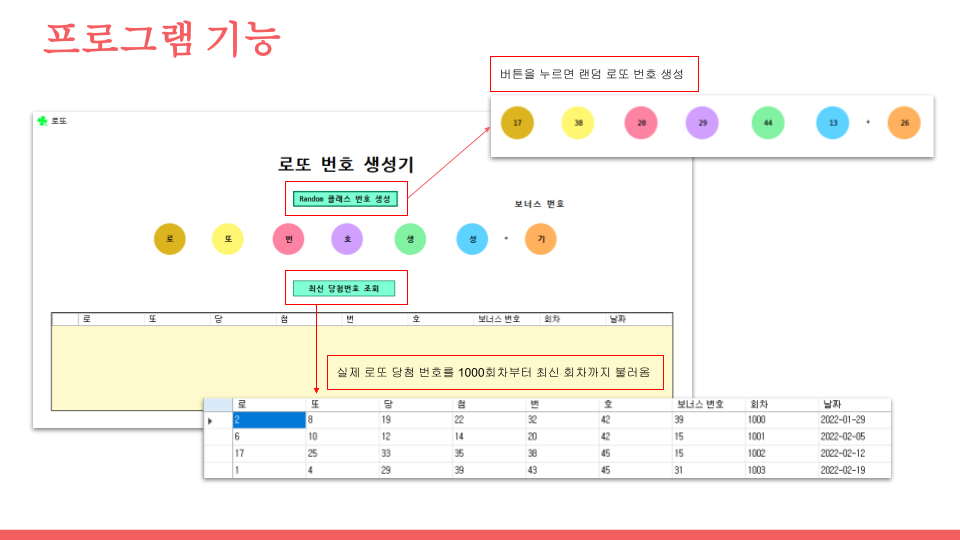 프로그램 기능
버튼을 누르면 랜덤 로또 번호 생성
17 38 20 29 44 13 + 26
로또
로또 번호 생성기
Random 클래스 번호 생성
보너스 번호
로 또 번 호 생 성 + 기
최신 당첨번호 조회
로 또 당 첨 번 호 보너스 번호 회차 날짜
실제 로또 당첨 번호를 1000회차부터 최신 회차까지 불러옴
로 또 당 첨 번 호 보너스 번호 회차 날짜
2 8 19 22 32 42 39 1000 2022-01-29
6 10 12 14 20 42 15 1001 2022-02-05
17 25 33 35 38 45 15 1002 2022-02-12
1 4 29 39 43 45 31 1003 2022-02-19